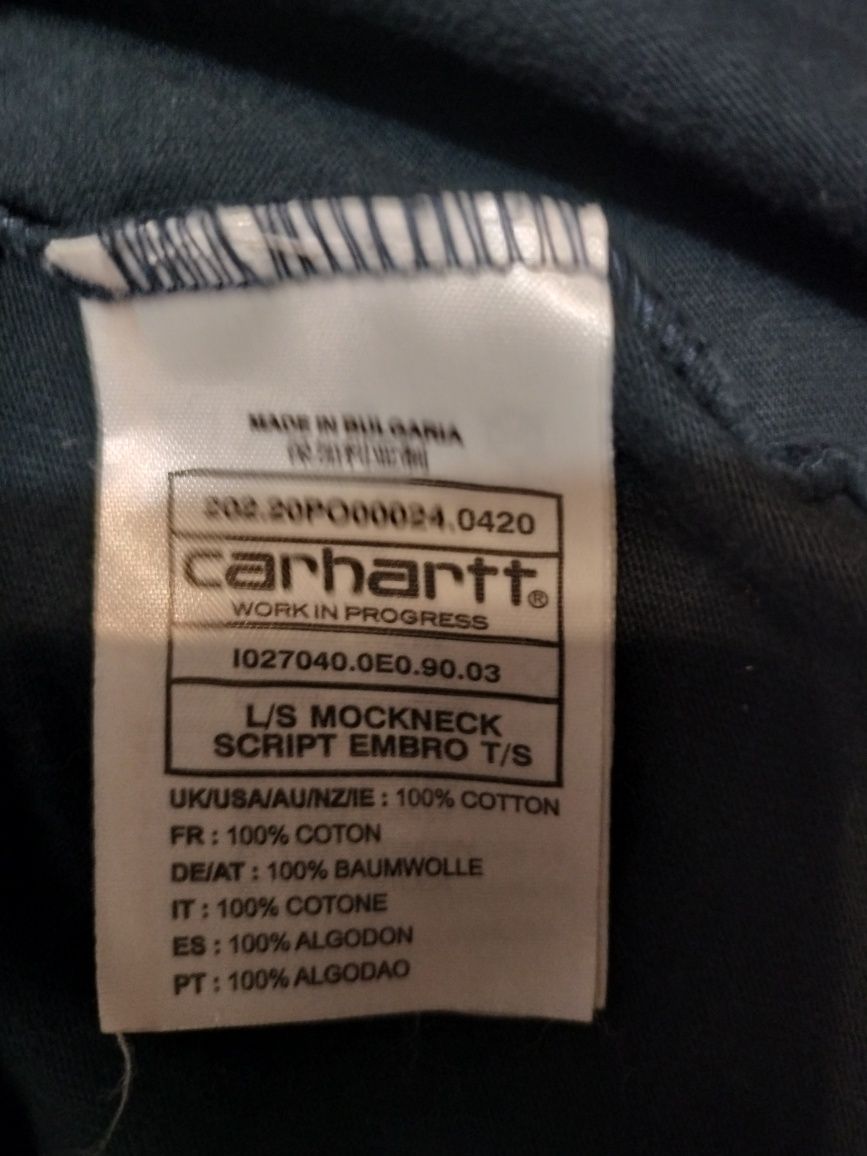 MADE IN BULGARIA
202.20PO00024.0420
carhartt®
WORK IN PROGRESS
I027040.0E0.90.03
L/S MOCKNECK
SCRIPT EMBRO T/S
UK/USA/AU/NZ/IE : 100% COTTON
FR : 100% COTON
DE/AT : 100% BAUMWOLLE
IT : 100% COTONE
ES : 100% ALGODON
PT : 100% ALGODAO